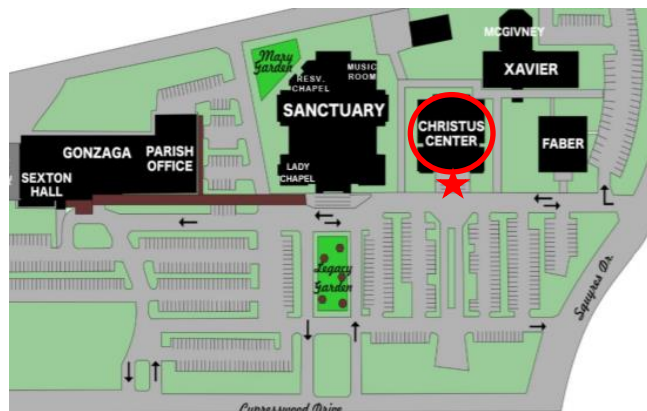 Mary
Garden
RESV.
CHAPEL
MUSIC
ROOM
SANCTUARY
LADY
CHAPEL
MCGIVNEY
XAVIER
CHRISTUS
CENTER
FABER
GONZAGA
PARISH
OFFICE
SEXTON
HALL
Legacy
Garden
Squyres Dr.
Cypresswood Drive